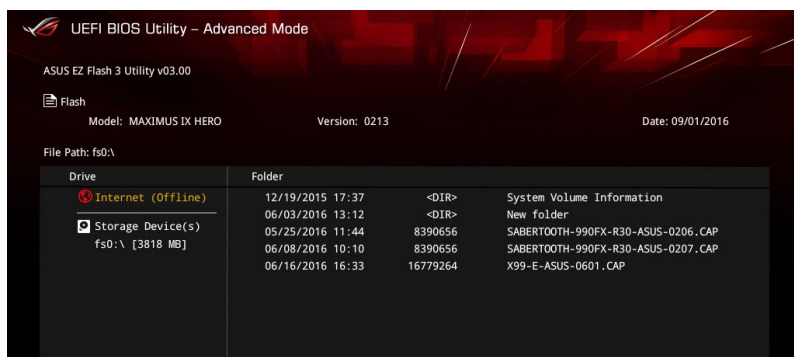 UEFI BIOS Utility – Advanced Mode
ASUS EZ Flash 3 Utility v03.00
Flash
Model: MAXIMUS IX HERO Version: 0213 Date: 09/01/2016
File Path: fs0:\
Drive Folder
Internet (Offline) 12/19/2015 17:37 <DIR> System Volume Information
06/03/2016 13:12 <DIR> New folder
Storage Device(s) 05/25/2016 11:44 8390656 SABERTOOTH-990FX-R30-ASUS-0206.CAP
fs0:\ [3818 MB] 06/08/2016 10:10 8390656 SABERTOOTH-990FX-R30-ASUS-0207.CAP
06/16/2016 16:33 16779264 X99-E-ASUS-0601.CAP